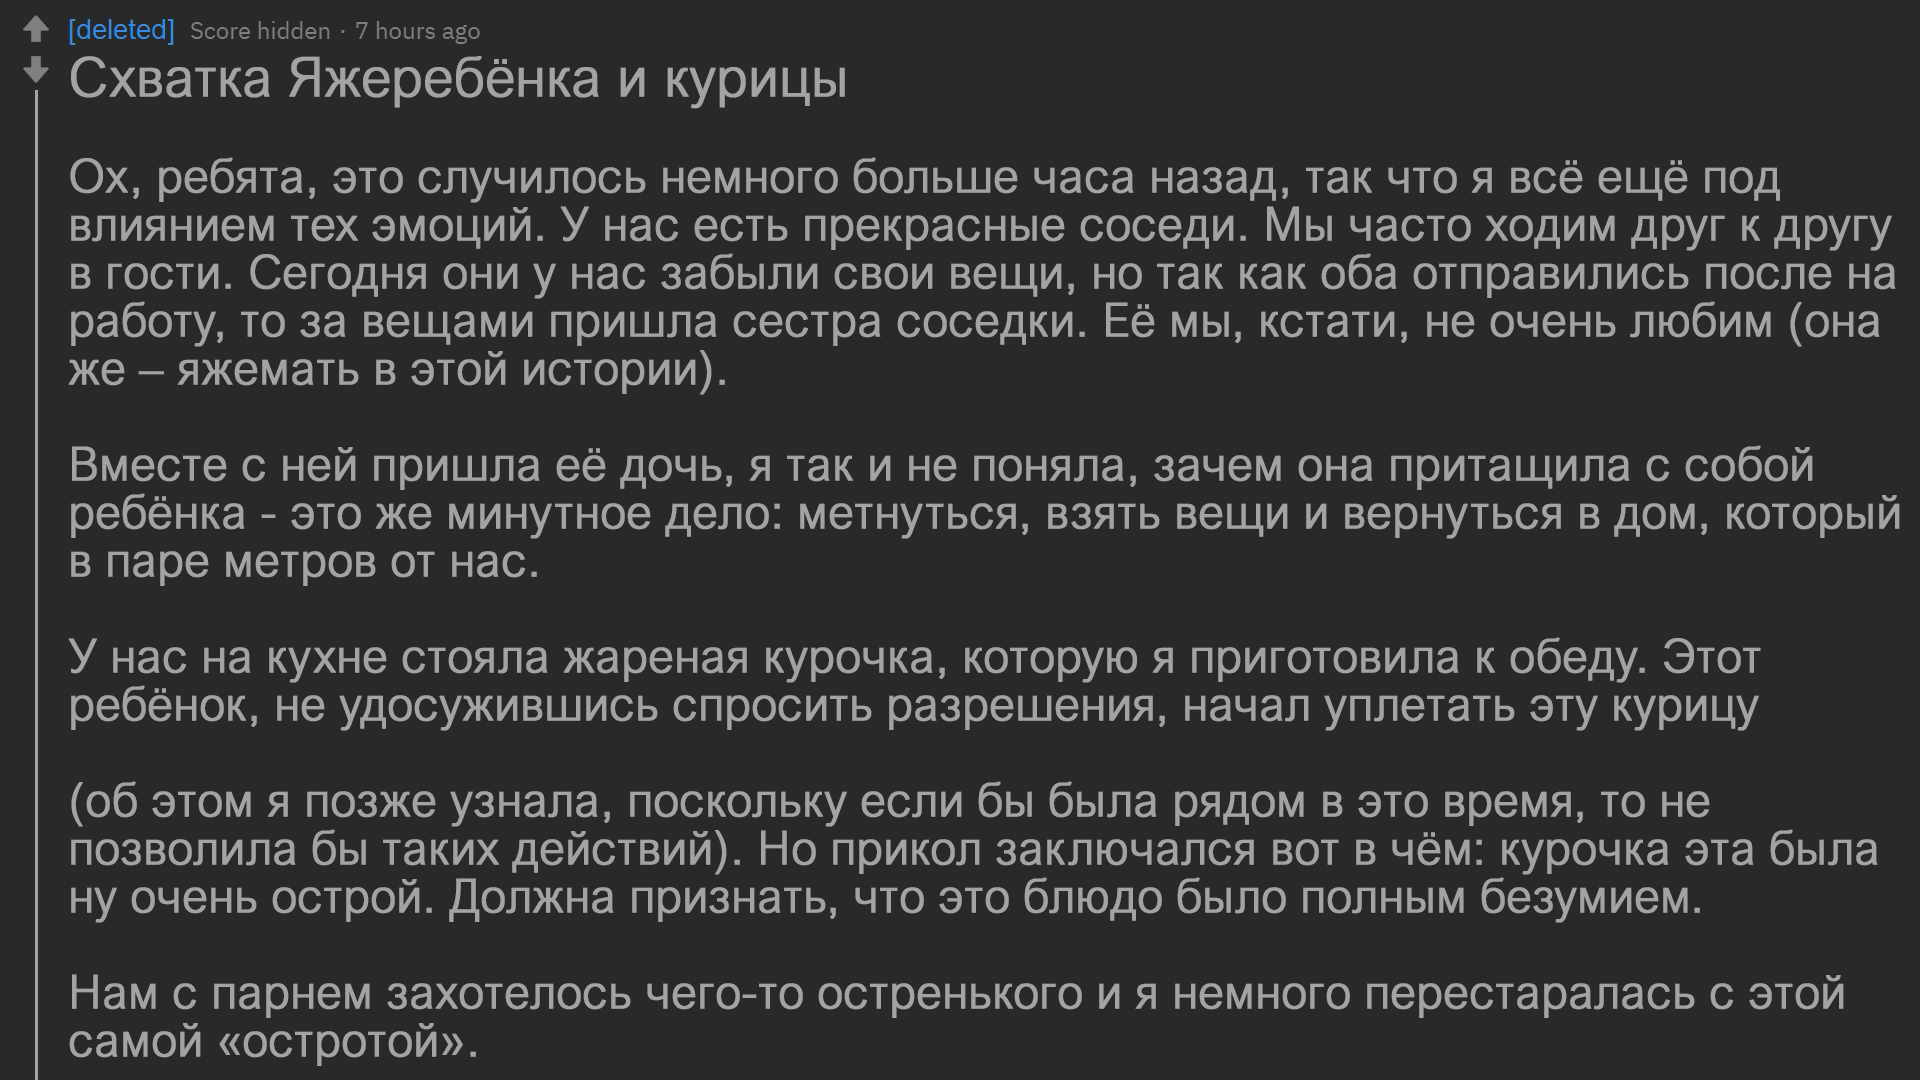 [deleted] Score hidden · 7 hours ago
Схватка Яжеребёнка и курицы
Ох, ребята, это случилось немного больше часа назад, так что я всё ещё под
влиянием тех эмоций. У нас есть прекрасные соседи. Мы часто ходим друг к другу
в гости. Сегодня они у нас забыли свои вещи, но так как оба отправились после на
работу, то за вещами пришла сестра соседки. Её мы, кстати, не очень любим (она
же – яжемать в этой истории).
Вместе с ней пришла её дочь, я так и не поняла, зачем она притащила с собой
ребёнка - это же минутное дело: метнуться, взять вещи и вернуться в дом, который
в паре метров от нас.
У нас на кухне стояла жареная курочка, которую я приготовила к обеду. Этот
ребёнок, не удосужившись спросить разрешения, начал уплетать эту курицу
(об этом я позже узнала, поскольку если бы была рядом в это время, то не
позволила бы таких действий). Но прикол заключался вот в чём: курочка эта была
ну очень острой. Должна признать, что это блюдо было полным безумием.
Нам с парнем захотелось чего-то остренького и я немного перестаралась с этой
самой «остротой».